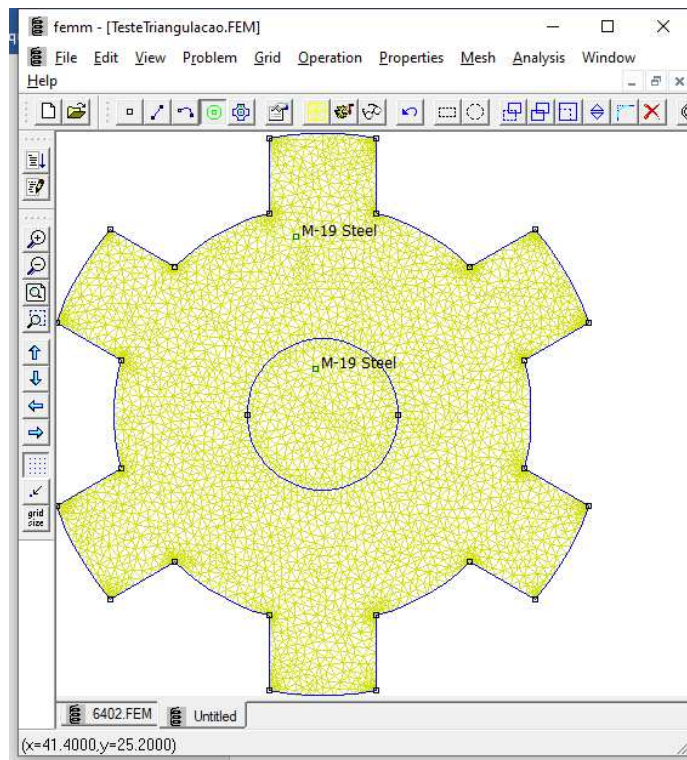 femm - [TesteTriangulacao.FEM]
File Edit View Problem Grid Operation Properties Mesh Analysis Window
Help
M-19 Steel
M-19 Steel
grid
size
6402.FEM Untitled
(x=41.4000,y=25.2000)